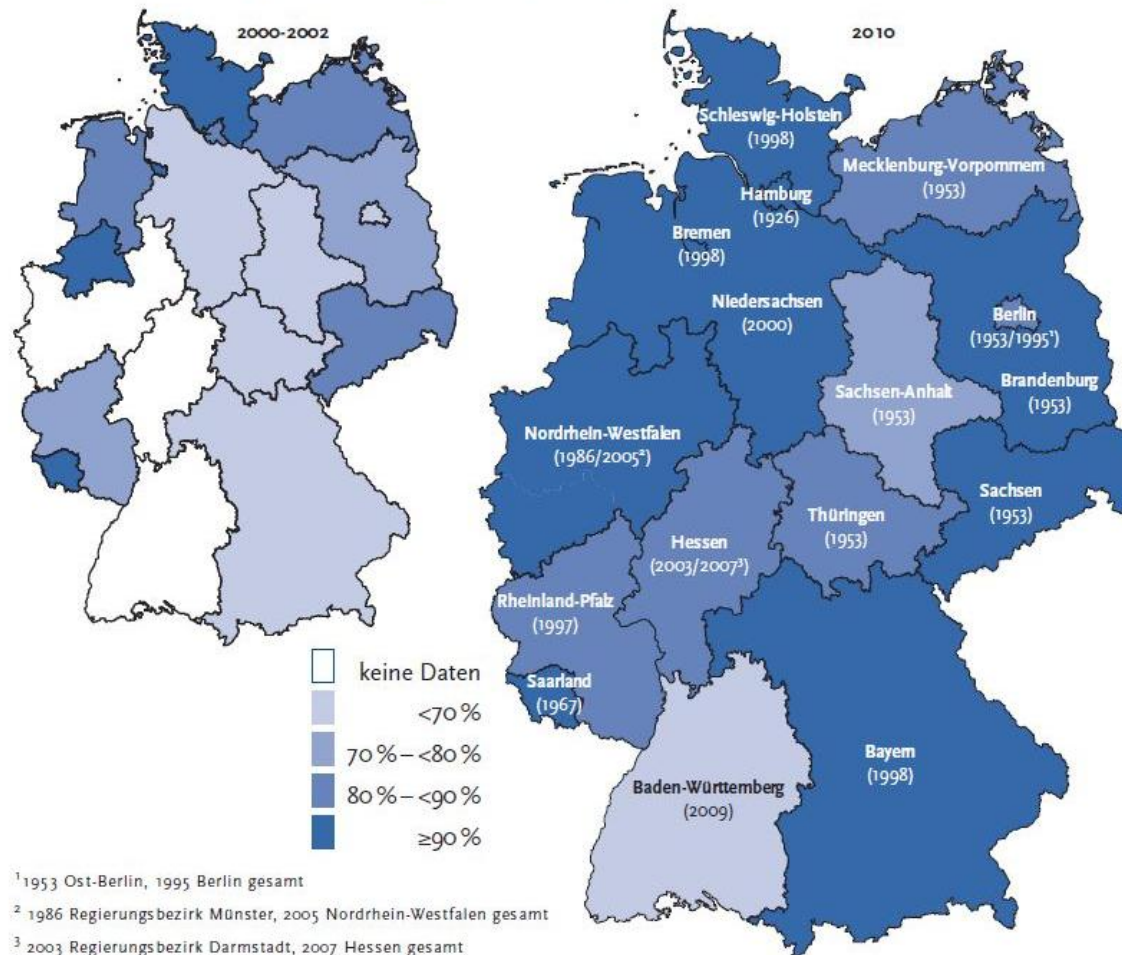 2000-2002
2010
Schleswig-Holstein
(1998)
Mecklenburg-Vorpommern
(1953)
Hamburg
(1926)
Bremen
(1998)
Niedersachsen
(2000)
Berlin
(1953/1995¹)
Brandenburg
(1953)
Sachsen-Anhalt
(1953)
Nordrhein-Westfalen
(1986/2005²)
Sachsen
(1953)
Thüringen
(1953)
Hessen
(2003/2007³)
Rheinland-Pfalz
(1997)
Saarland
(1967)
Bayern
(1998)
Baden-Württemberg
(2009)
keine Daten
<70 %
70 % – <80 %
80 % – <90 %
≥90 %
¹ 1953 Ost-Berlin, 1995 Berlin gesamt
² 1986 Regierungsbezirk Münster, 2005 Nordrhein-Westfalen gesamt
³ 2003 Regierungsbezirk Darmstadt, 2007 Hessen gesamt